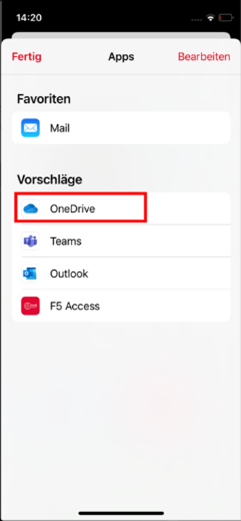 14:20
Fertig Apps Bearbeiten
Favoriten
Mail
Vorschläge
OneDrive
Teams
Outlook
F5 Access